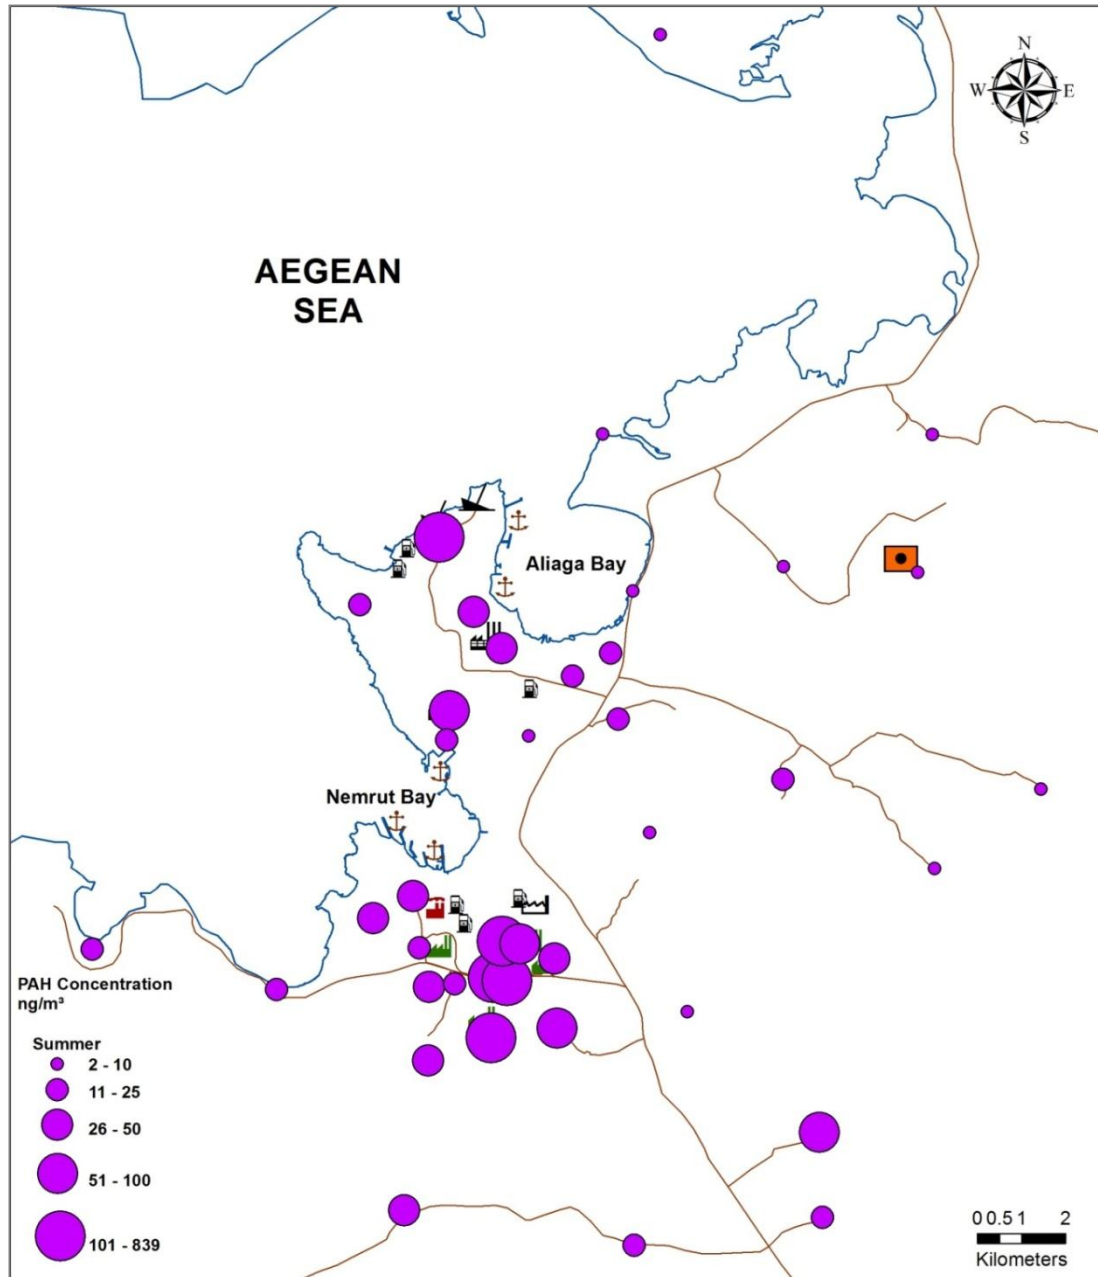 N
W E
S
AEGEAN
SEA
Aliaga Bay
Nemrut Bay
PAH Concentration
ng/m³
Summer
2 - 10
11 - 25
26 - 50
51 - 100
101 - 839
0 0.5 1 2
Kilometers